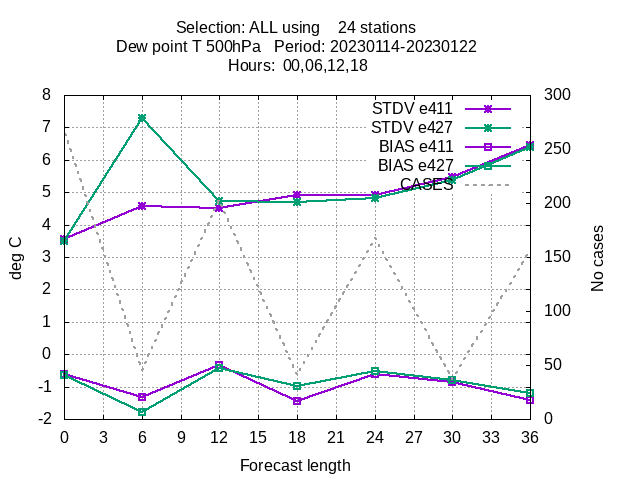 Selection: ALL using 24 stations
Dew point T 500hPa Period: 20230114-20230122
Hours: 00,06,12,18
8
7
6
5
4
3
2
1
0
-1
-2
deg C
300
250
200
150
100
50
0
No cases
STDV e411
STDV e427
BIAS e411
BIAS e427
CASES
0 3 6 9 12 15 18 21 24 27 30 33 36
Forecast length